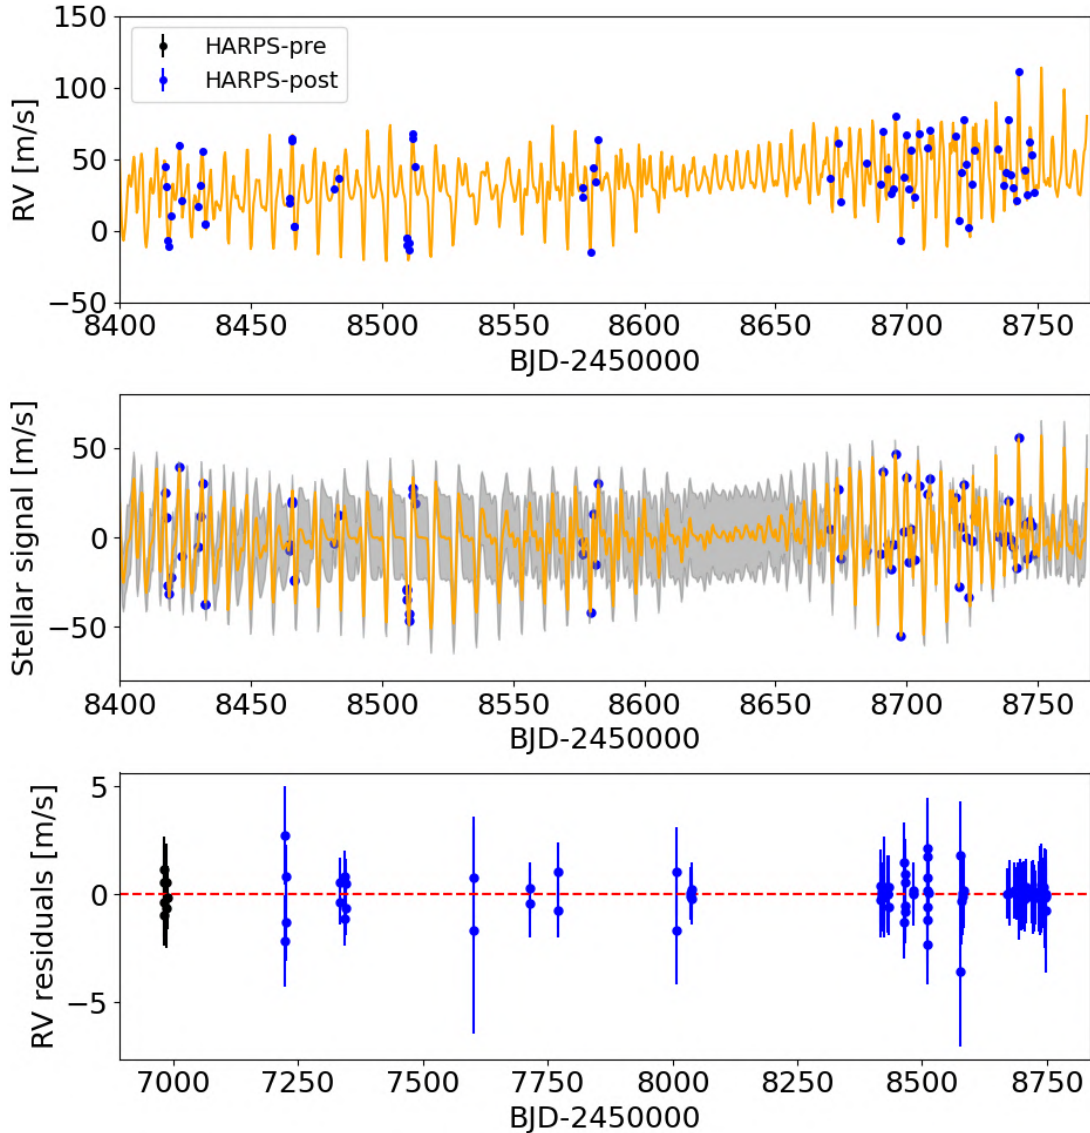 150
100
50
0
−50
RV [m/s]
HARPS-pre
HARPS-post
8400 8450 8500 8550 8600 8650 8700 8750
BJD-2450000
50
0
−50
Stellar signal [m/s]
8400 8450 8500 8550 8600 8650 8700 8750
BJD-2450000
5
0
−5
RV residuals [m/s]
7000 7250 7500 7750 8000 8250 8500 8750
BJD-2450000